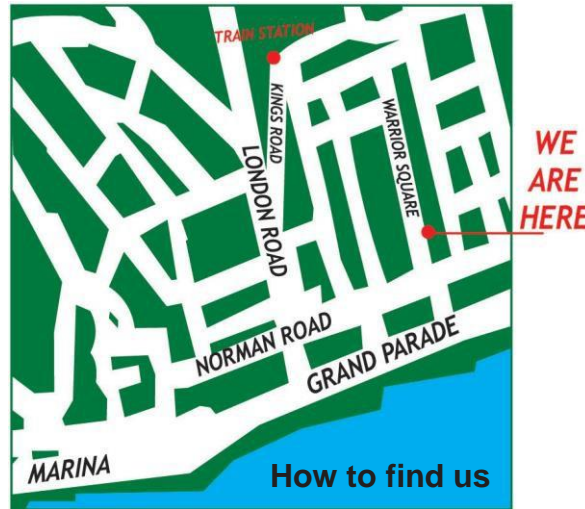 TRAIN STATION
KINGS ROAD
WARRIOR SQUARE
LONDON ROAD
WE
ARE
HERE
NORMAN ROAD
GRAND PARADE
MARINA
How to find us